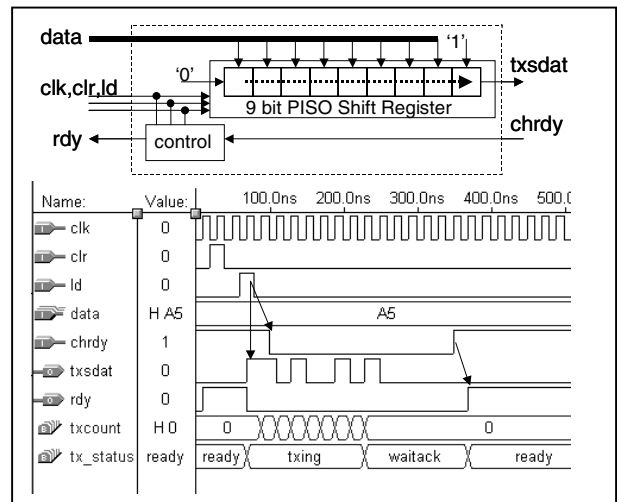 data
'1'
txsdat
'0'
clk,clr,ld
9 bit PISO Shift Register
chrdy
rdy
control
Name: Value: 100.0ns 200.0ns 300.0ns 400.0ns 500.0
clk 0
clr 0
ld 0
data H A5 A5
chrdy 1
txsdat 0
rdy 0
txcount H 0 0 0
tx_status ready ready txing waitack ready